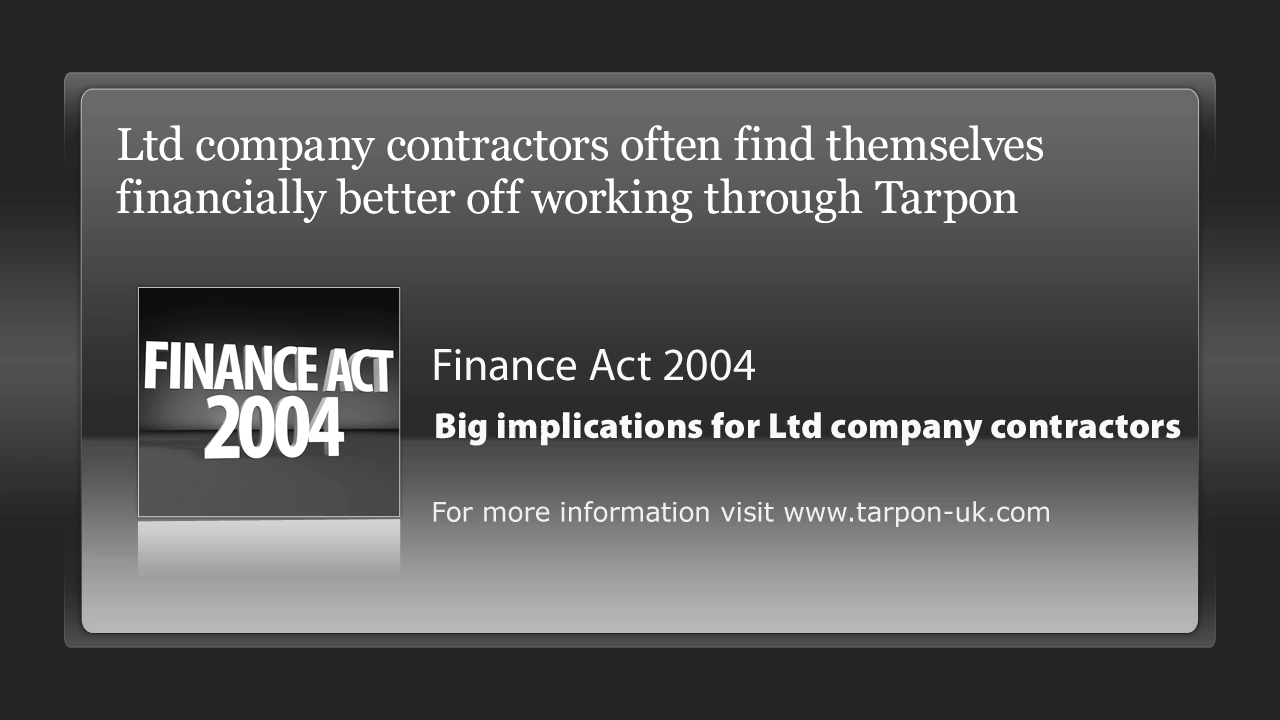 Ltd company contractors often find themselves
financially better off working through Tarpon
FINANCE ACT
2004
Finance Act 2004
Big implications for Ltd company contractors
For more information visit www.tarpon-uk.com